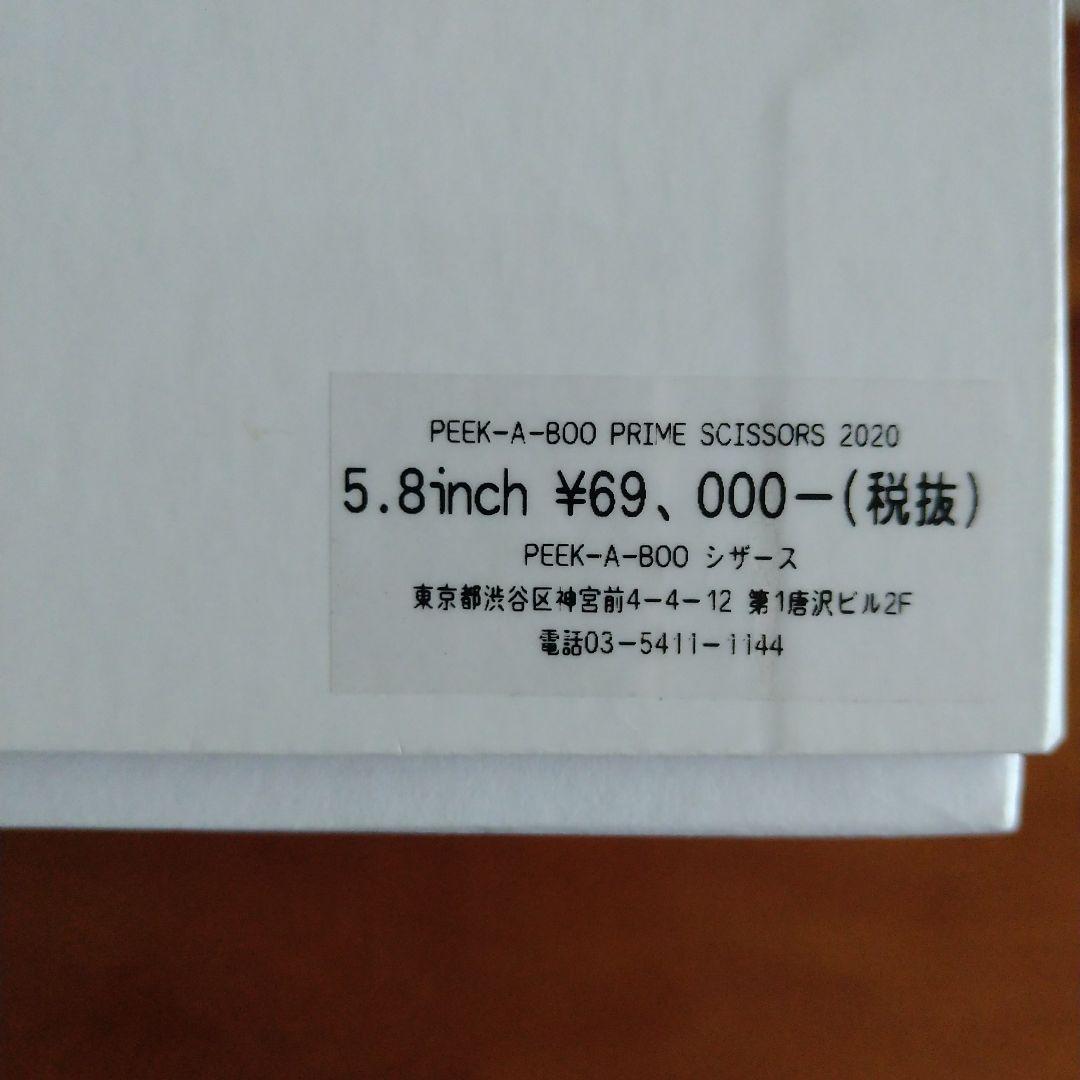 PEEK-A-BOO PRIME SCISSORS 2020
5.8inch ¥69、000−(税抜)
PEEK-A-BOO シザース
東京都渋谷区神宮前4−4−12 第1唐沢ビル2F
電話03−5411−1144